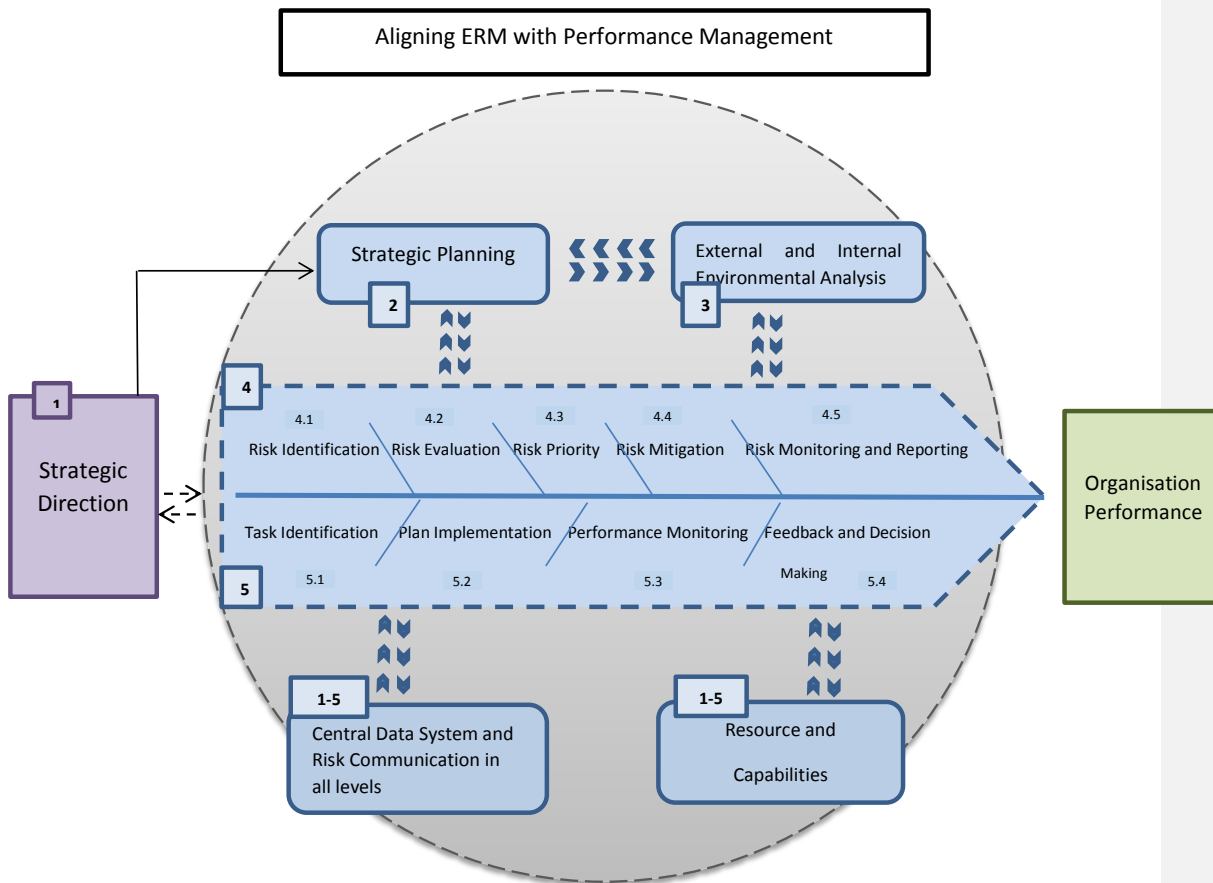 Aligning ERM with Performance Management
Strategic Planning
2
External and Internal
Environmental Analysis
3
1
Strategic
Direction
4
4.1
4.2
4.3
4.4
4.5
Risk Identification
Risk Evaluation
Risk Priority
Risk Mitigation
Risk Monitoring and Reporting
Organisation
Performance
Task Identification
Plan Implementation
Performance Monitoring
Feedback and Decision
Making
5
5.1
5.2
5.3
5.4
1-5
Central Data System and
Risk Communication in
all levels
1-5
Resource and
Capabilities